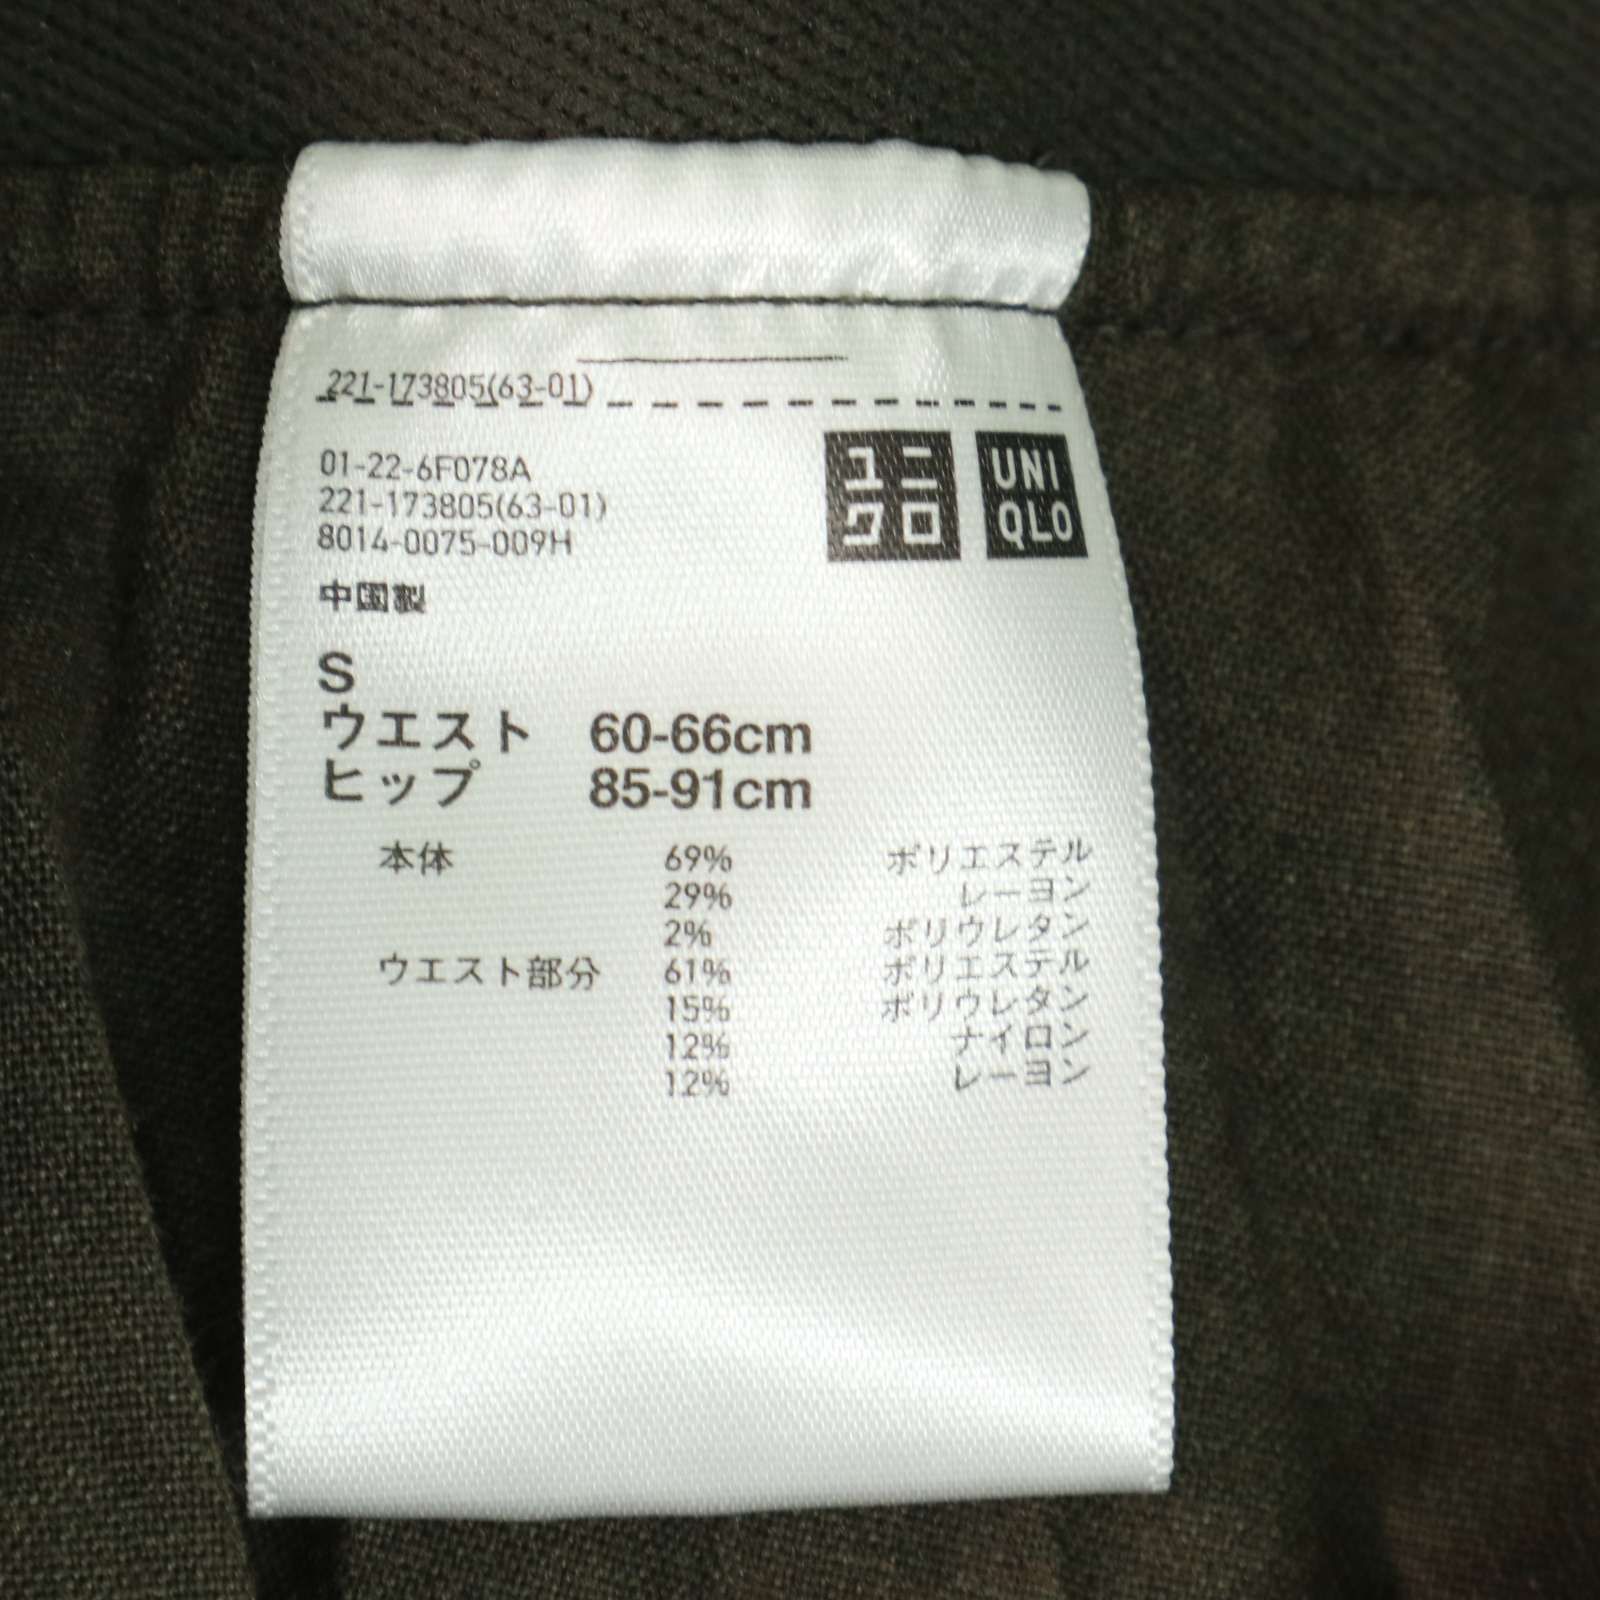 221-173805(63-01)
01-22-6F078A
221-173805(63-01)
8014-0075-009H
ユニ
クロ
UNI
QLO
中国製
S
ウエスト 60-66cm
ヒップ 85-91cm
本体 69% ポリエステル
29% レーヨン
2% ポリウレタン
ウエスト部分 61% ポリエステル
15% ポリウレタン
12% ナイロン
12% レーヨン